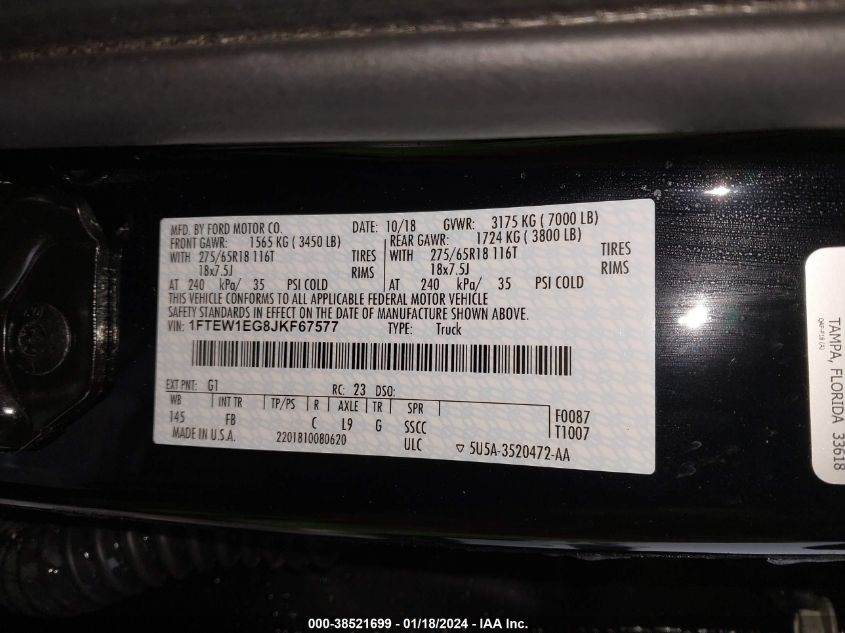 MFD. BY FORD MOTOR CO. DATE: 10/18 GVWR: 3175 KG ( 7000 LB)
FRONT GAWR: 1565 KG ( 3450 LB) REAR GAWR: 1724 KG ( 3800 LB)
WITH 275/65R18 116T TIRES WITH 275/65R18 116T TIRES
18x7.5J RIMS 18x7.5J RIMS
AT 240 kPa/ 35 PSI COLD AT 240 kPa/ 35 PSI COLD
THIS VEHICLE CONFORMS TO ALL APPLICABLE FEDERAL MOTOR VEHICLE
SAFETY STANDARDS IN EFFECT ON THE DATE OF MANUFACTURE SHOWN ABOVE.
VIN: 1FTEW1EG8JKF67577 TYPE: Truck
EXT PNT: G1 RC: 23 DSO:
WB INT TR TP/PS R AXLE TR SPR F0087
145 FB C L9 G SSCC T1007
MADE IN U.S.A. 2201810080620 ULC ▽ 5U5A-3520472-AA
TAMPA, FLORIDA 33618
000-38521699 - 01/18/2024 - IAA Inc.